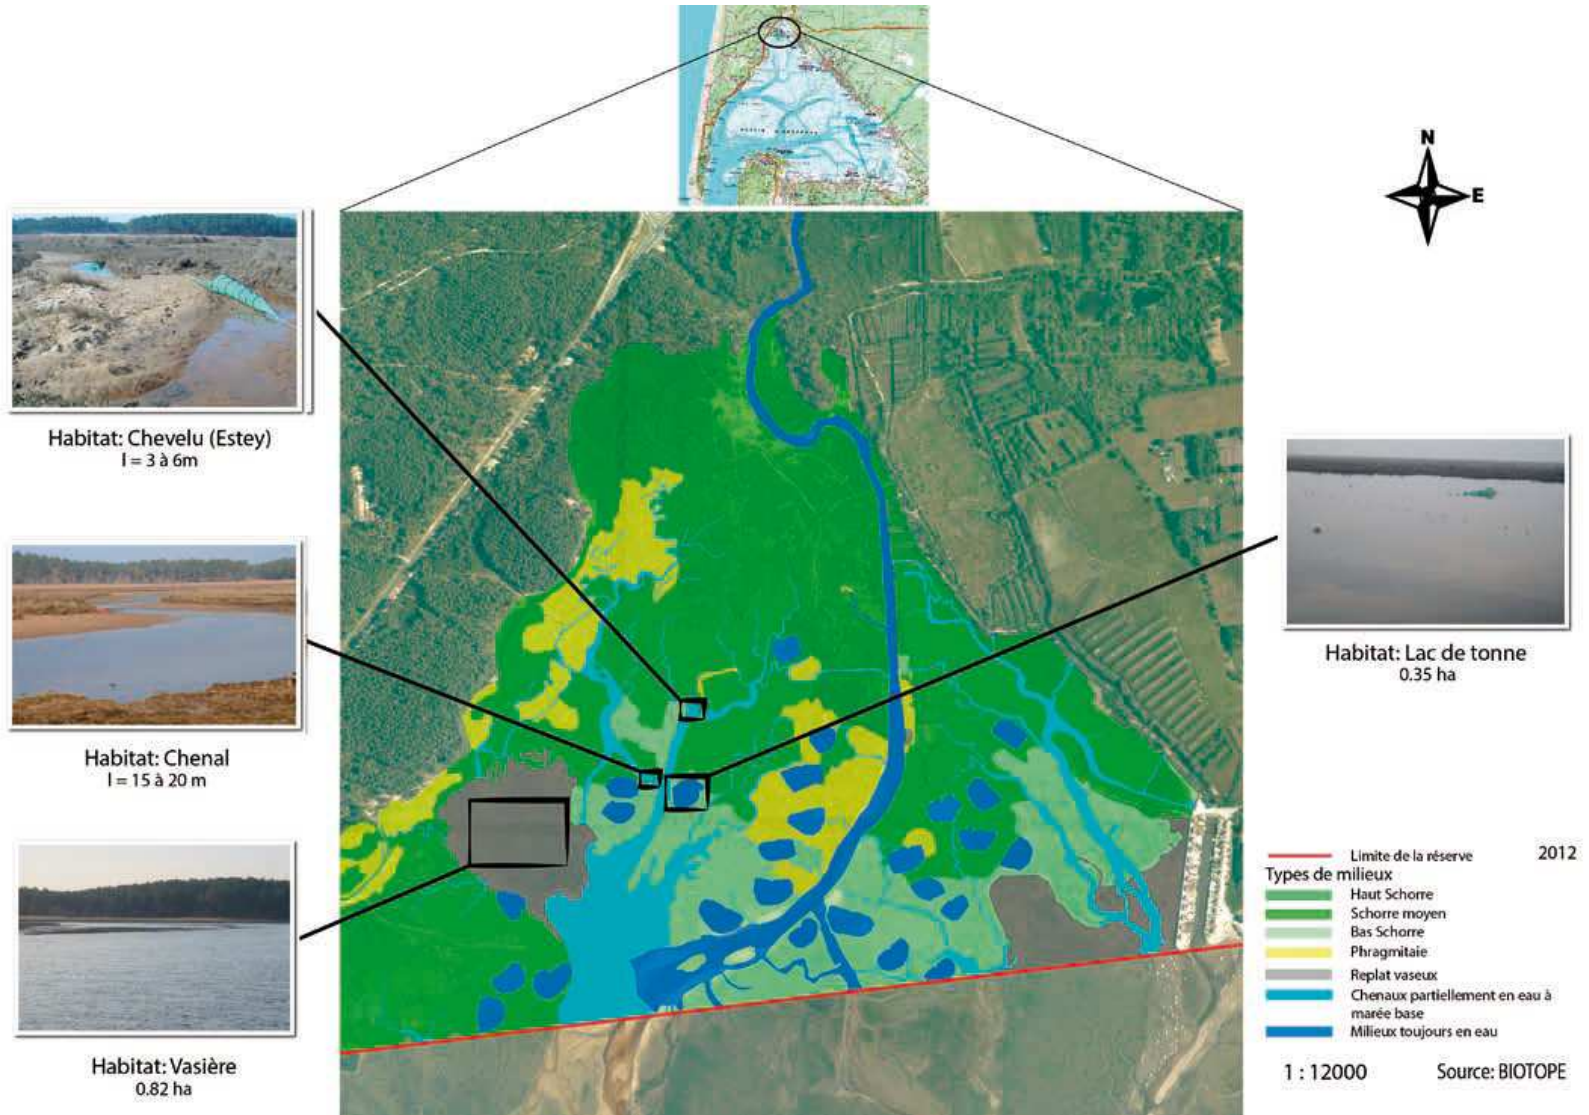 BASSIN D'ARCACHON
N
E
Habitat: Chevelu (Estey)
l = 3 à 6m
Habitat: Chenal
l = 15 à 20 m
Habitat: Vasière
0.82 ha
Habitat: Lac de tonne
0.35 ha
Limite de la réserve
2012
Types de milieux
Haut Schorre
Schorre moyen
Bas Schorre
Phragmitaie
Replat vaseux
Chenaux partiellement en eau à
marée base
Milieux toujours en eau
1 : 12000
Source: BIOTOPE